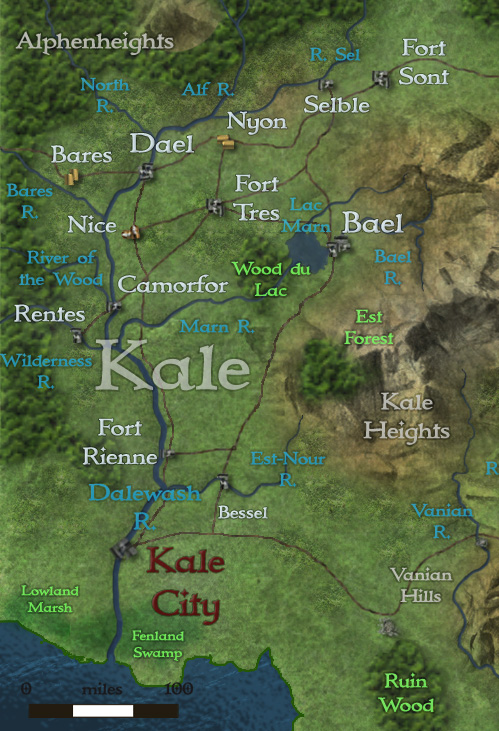 Alphenheights
R. Sel
Fort
Sont
North
R.
Alf R.
Selble
Nyon
Dael
Bares
Fort
Tres
Bares
R.
Lac
Marn
Bael
Nice
River of
the Wood
Wood du
Lac
Bael
R.
Camorfor
Rentes
Marn R.
Est
Forest
Wilderness
R.
Kale
Kale
Heights
Fort
Rienne
Est-Nour
R.
R
Dalewash
R.
Bessel
Vanian
R.
Kale
City
Vanian
Hills
Lowland
Marsh
Fenland
Swamp
Ruin
Wood
0 miles 100